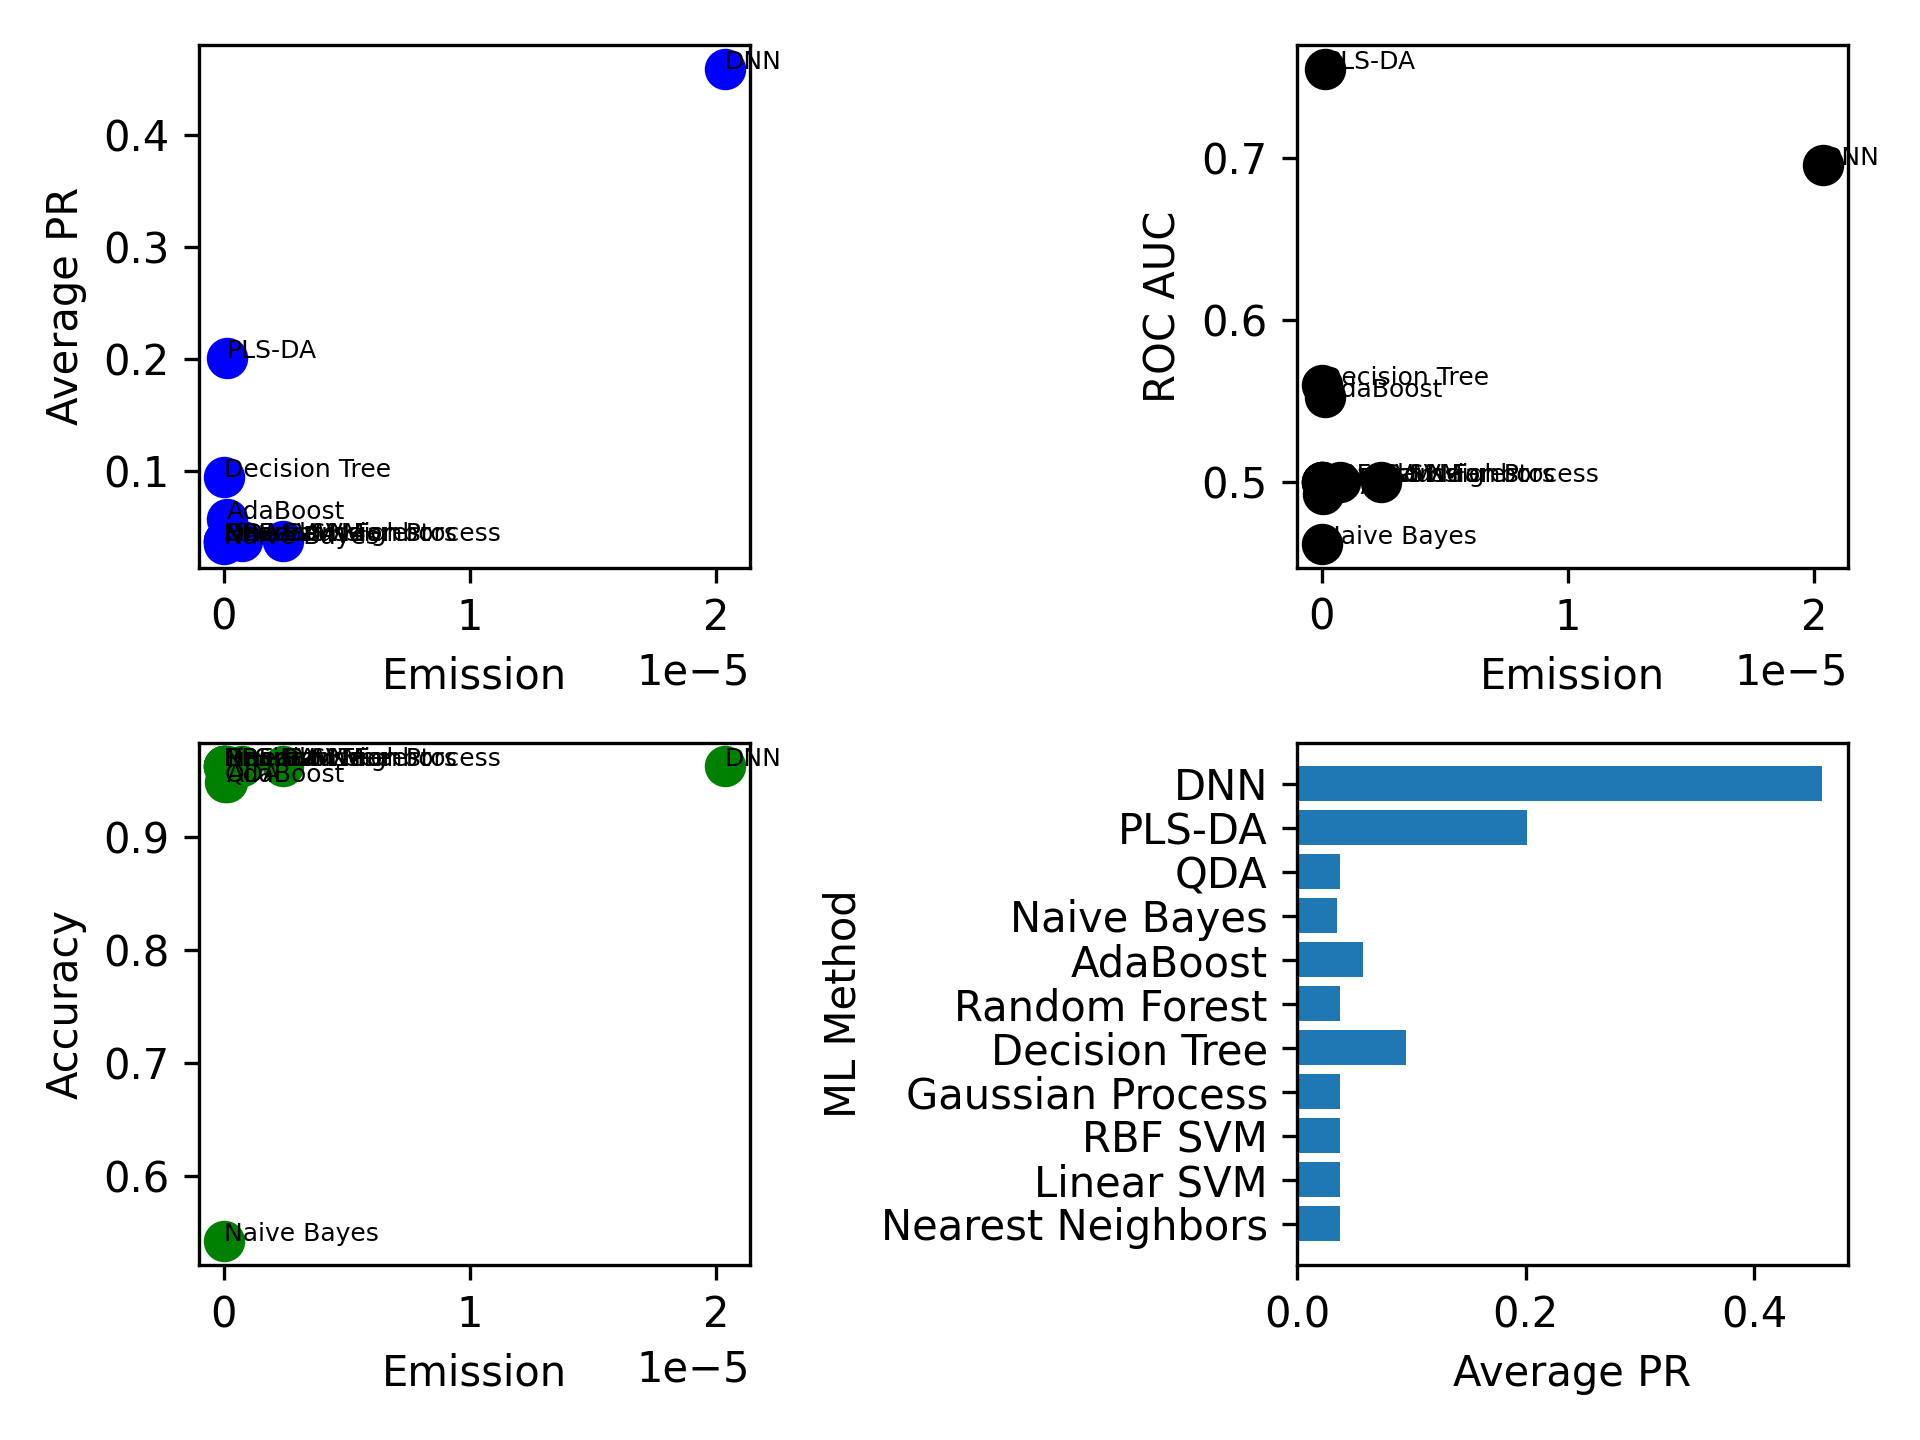 DNN
0.4
0.3
0.2
0.1
PLS-DA
Decision Tree
AdaBoost
Naive Bayes
Average PR
0 1 2
Emission
1e−5
PLS-DA
DNN
0.7
0.6
0.5
Decision Tree
AdaBoost
Naive Bayes
ROC AUC
0 1 2
Emission
1e−5
DNN
QDA
AdaBoost
0.9
0.8
0.7
0.6
Naive Bayes
Accuracy
0 1 2
Emission
1e−5
ML Method
DNN
PLS-DA
QDA
Naive Bayes
AdaBoost
Random Forest
Decision Tree
Gaussian Process
RBF SVM
Linear SVM
Nearest Neighbors
0.0 0.2 0.4
Average PR